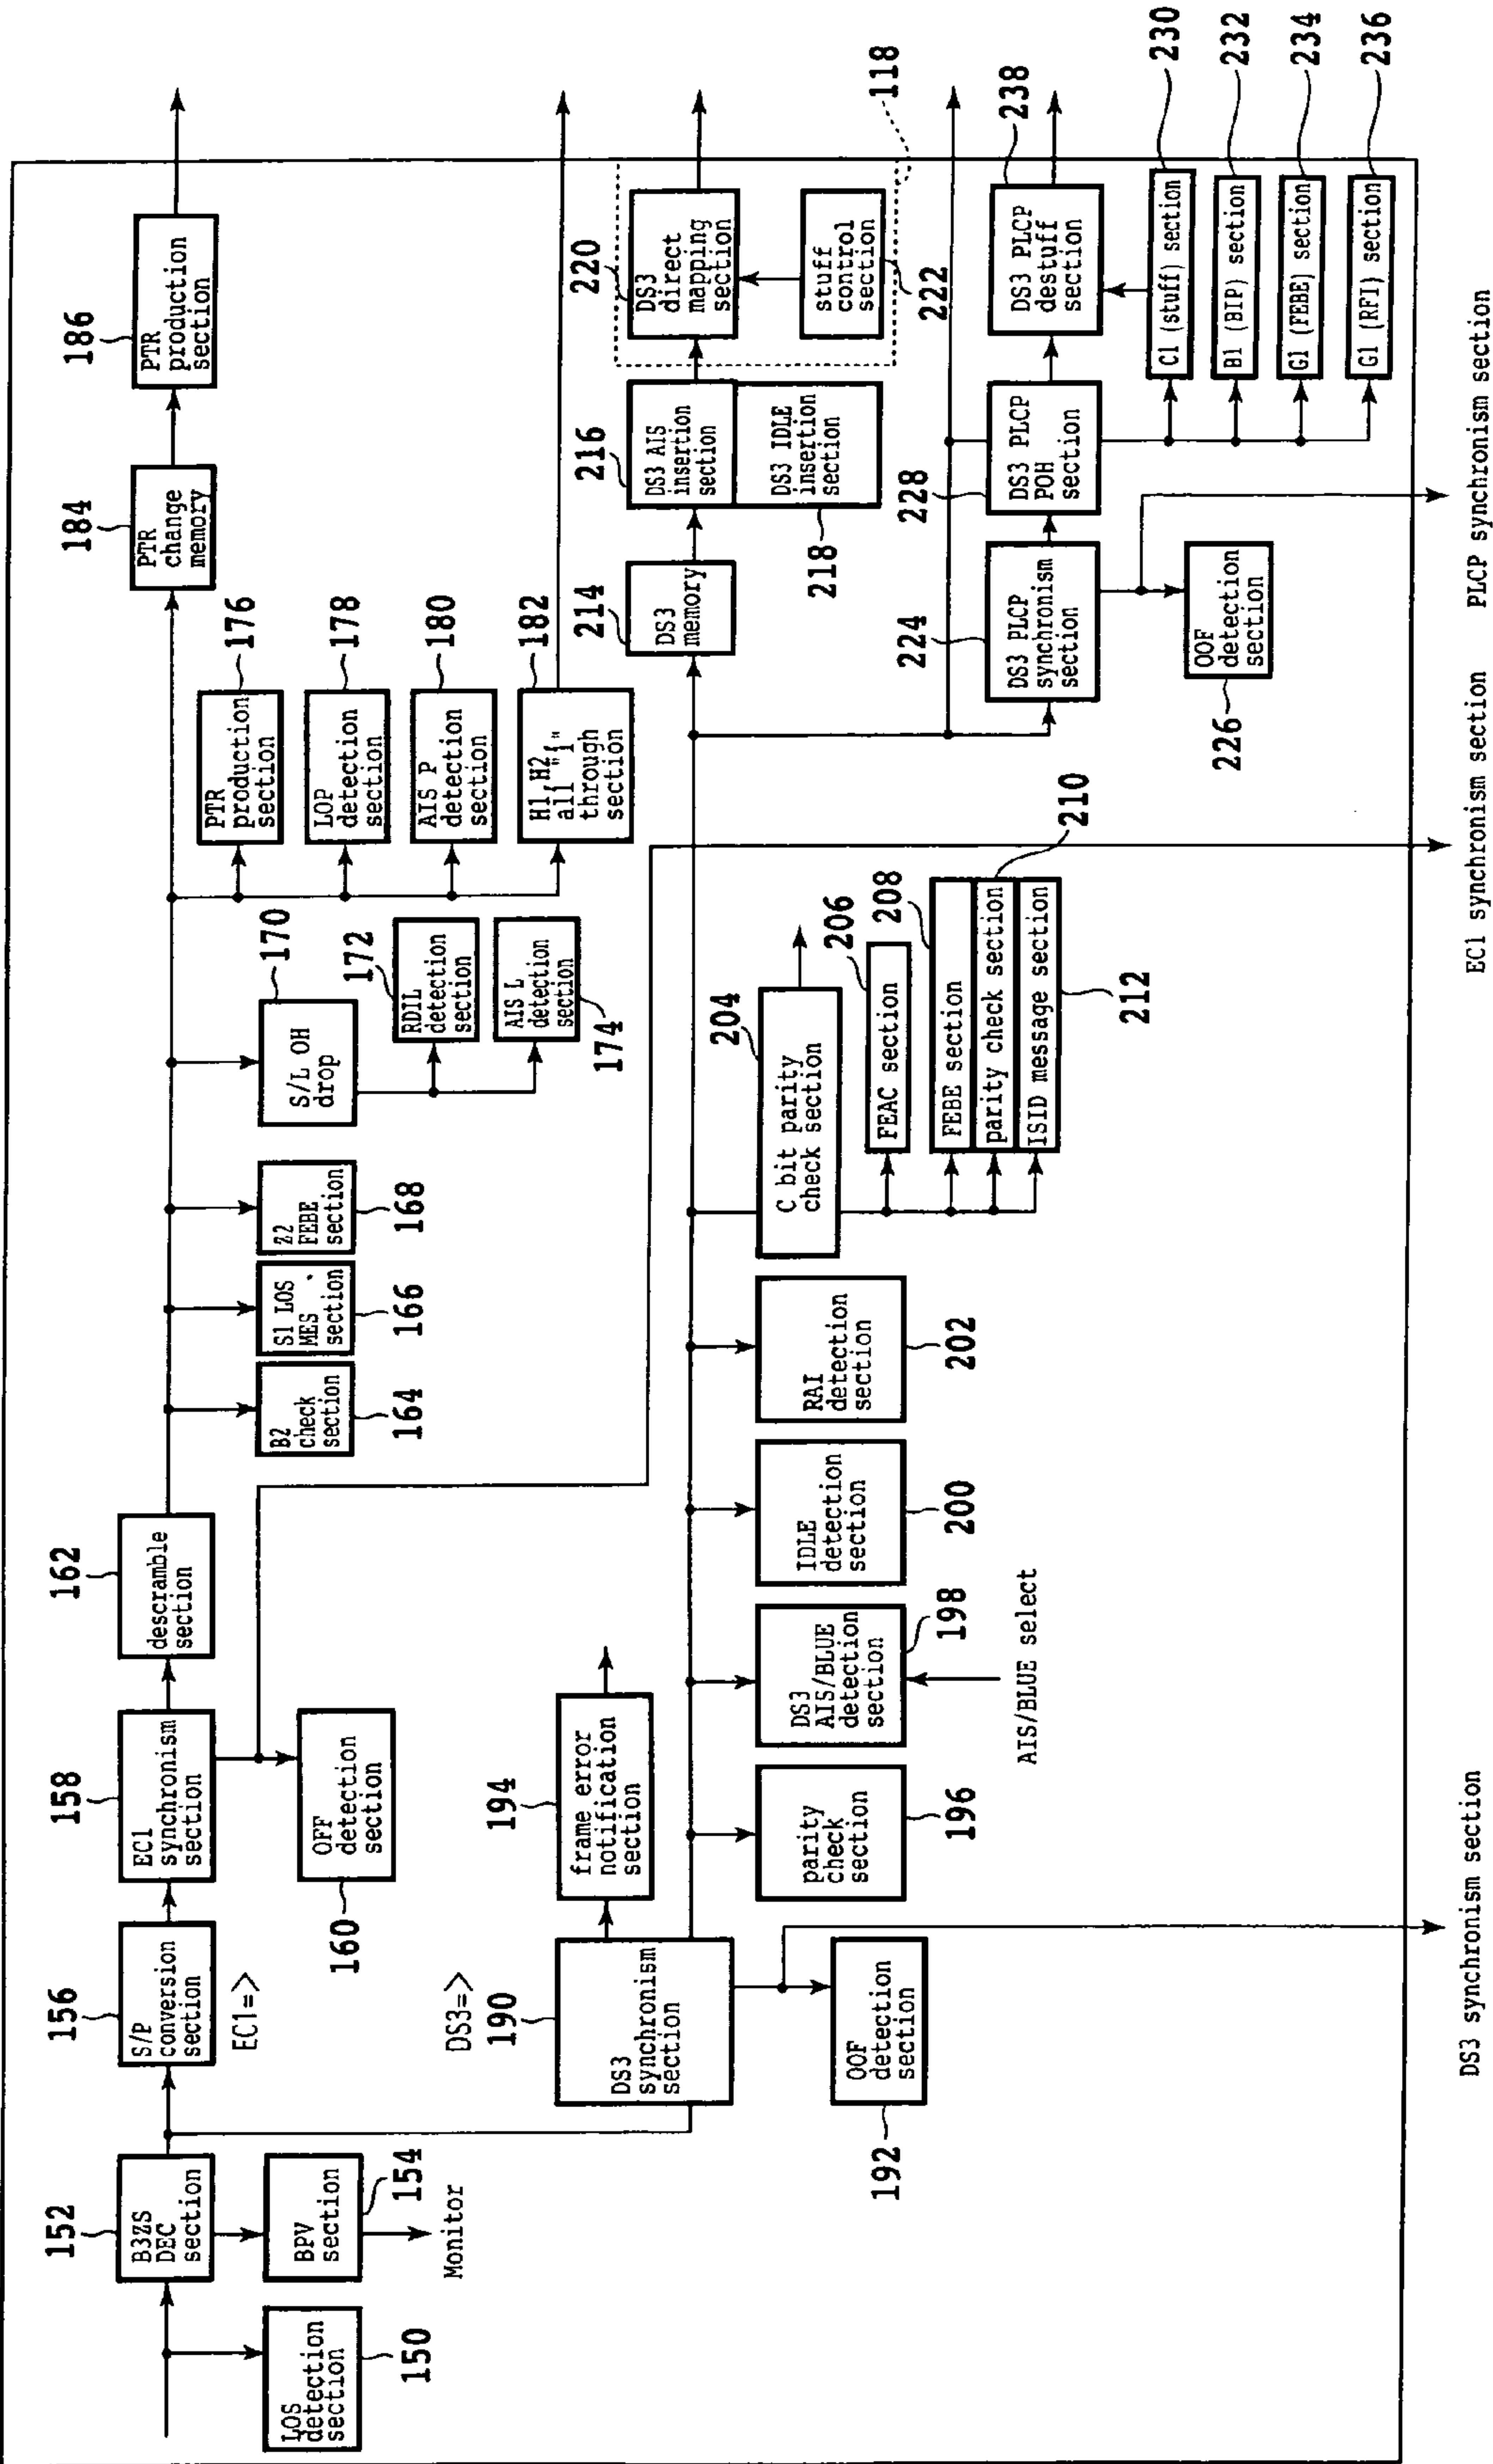 152
B3ZS
DEC
section
LOS
detection
section
150
BPV
section
154
Monitor
156
S/P
conversion
section
EC1=>
158
EC1
synchronism
section
OFF
detection
section
160
162
descramble
section
B2
check
section
164
S1 LOS
MES
section
166
Z2
FEBE
section
168
170
S/L OH
drop
172
RDIL
detection
section
AIS L
detection
section
174
PTR
production
section
176
LOP
detection
section
178
AIS P
detection
section
180
H1,H2,
all "1"
through
section
182
184
PTR
change
memory
186
PTR
production
section
DS3=>
190
DS3
synchronism
section
OOF
detection
section
192
194
frame error
notification
section
parity
check
section
196
DS3
AIS/BLUE
detection
section
198
AIS/BLUE select
IDLE
detection
section
200
RAI
detection
section
202
204
C bit parity
check section
206
FEAC section
208
FEBE section
parity check section
210
ISID message section
212
214
DS3
memory
216
DS3 AIS
insertion
section
DS3 IDLE
insertion
section
218
220
DS3
direct
mapping
section
stuff
control
section
222
118
224
DS3 PLCP
synchronism
section
OOF
detection
section
226
228
DS3 PLCP
POH
section
DS3 PLCP
destuff
section
238
C1 (stuff) section
230
B1 (BIP) section
232
G1 (FEBE) section
234
G1 (RFI) section
236
DS3 synchronism section
EC1 synchronism section
PLCP synchronism section